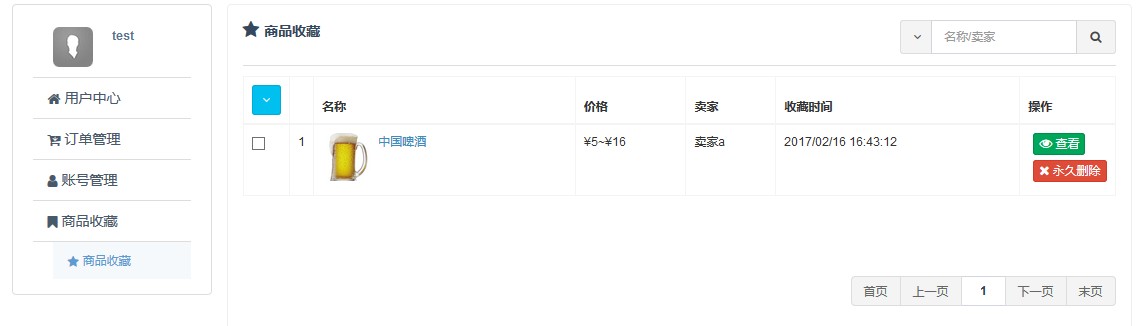 test
用户中心
订单管理
账号管理
商品收藏
商品收藏
商品收藏
名称/卖家
名称 价格 卖家 收藏时间 操作
1 中国啤酒 ¥5~¥16 卖家a 2017/02/16 16:43:12 查看
永久删除
首页 上一页 1 下一页 末页